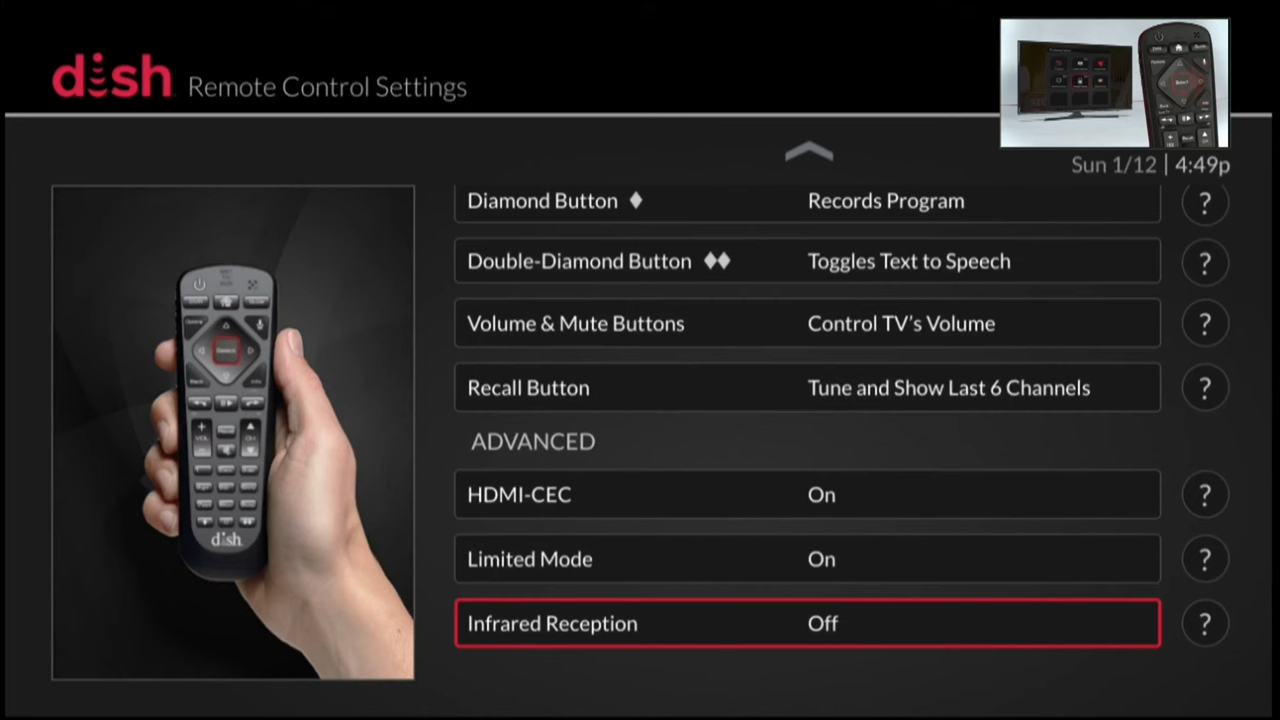 dish Remote Control Settings
Sun 1/12 | 4:49p
Diamond Button ♦ Records Program ?
Double-Diamond Button ♦♦ Toggles Text to Speech ?
Volume & Mute Buttons Control TV's Volume ?
Recall Button Tune and Show Last 6 Channels ?
ADVANCED
HDMI-CEC On ?
Limited Mode On ?
Infrared Reception Off ?
dish